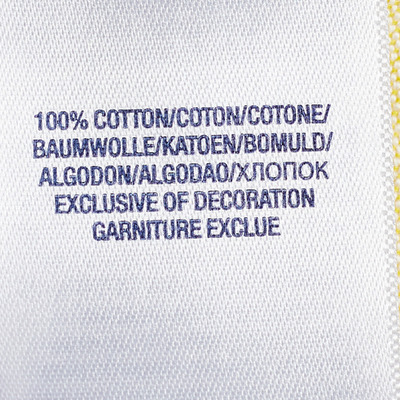 100% COTTON/COTON/COTONE/
BAUMWOLLE/KATOEN/BOMULD/
ALGODON/ALGODAO/ХЛОПОК
EXCLUSIVE OF DECORATION
GARNITURE EXCLUE